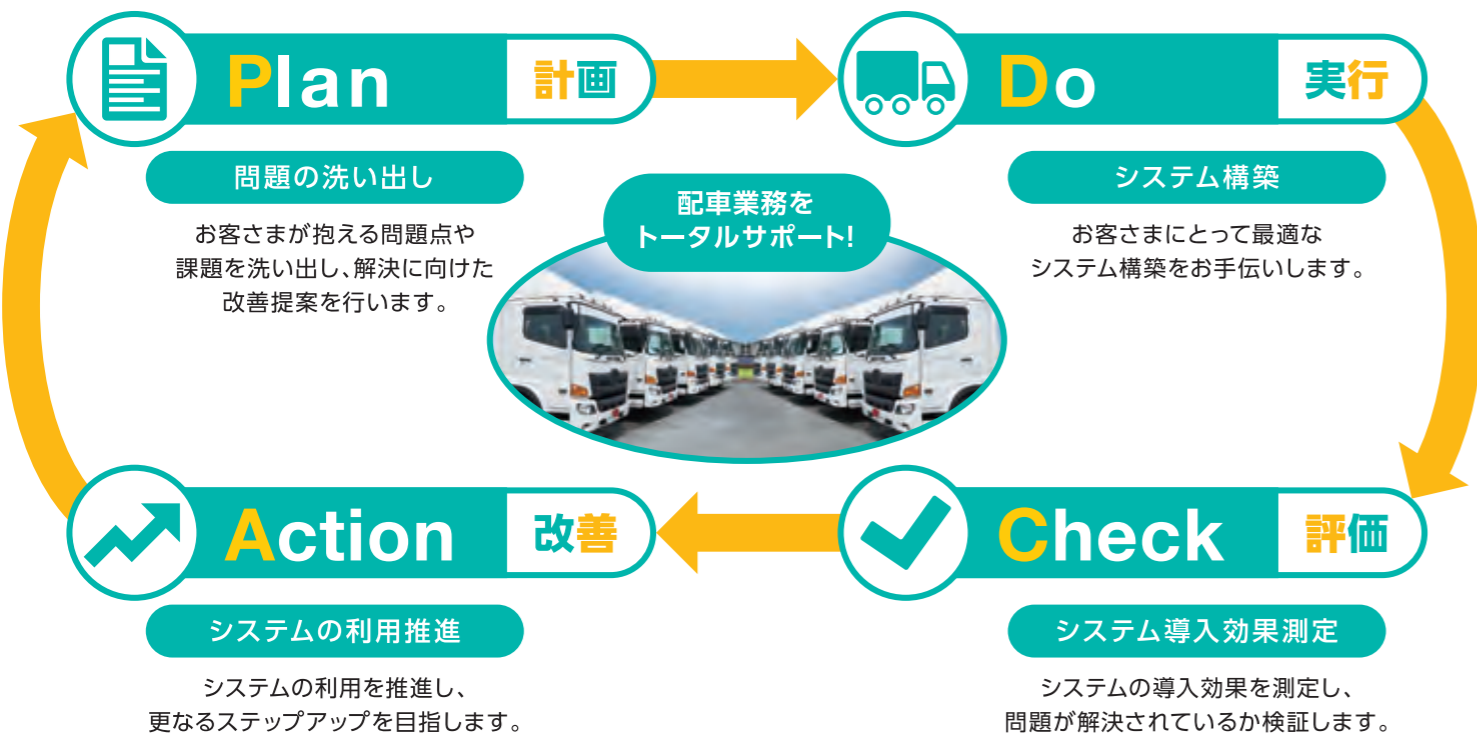 Plan 計画
Do 実行
問題の洗い出し
お客さまが抱える問題点や
課題を洗い出し、解決に向けた
改善提案を行います。
配車業務を
トータルサポート!
システム構築
お客さまにとって最適な
システム構築をお手伝いします。
Action 改善
Check 評価
システムの利用推進
システムの利用を推進し、
更なるステップアップを目指します。
システム導入効果測定
システムの導入効果を測定し、
問題が解決されているか検証します。